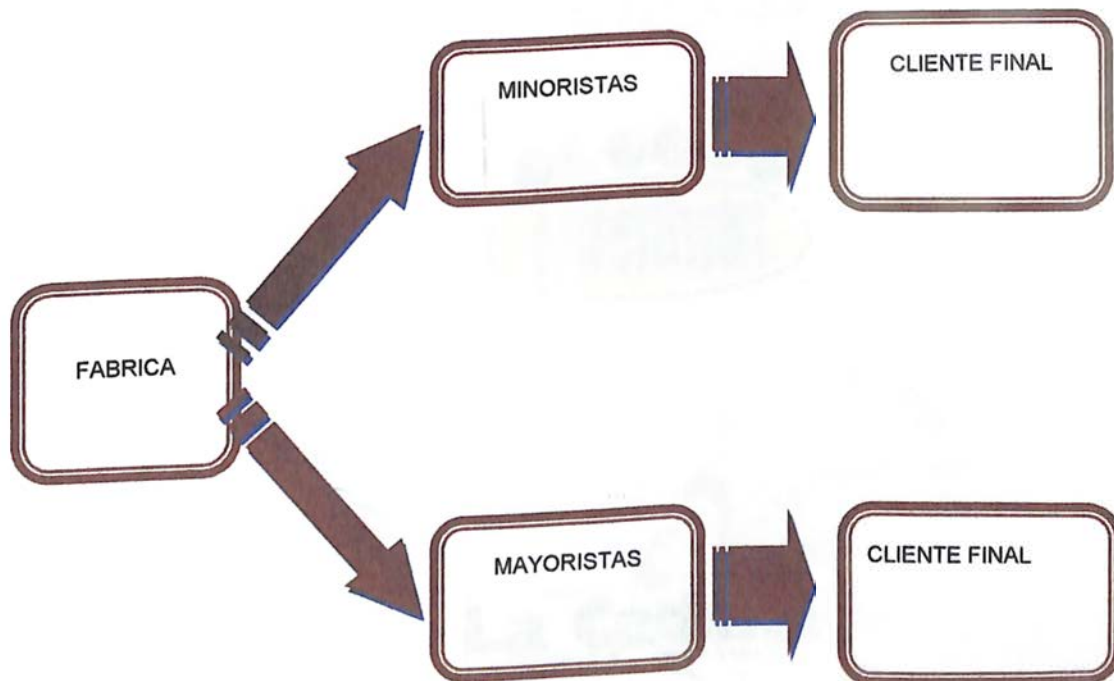 MINORISTAS
CLIENTE FINAL
FABRICA
MAYORISTAS
CLIENTE FINAL